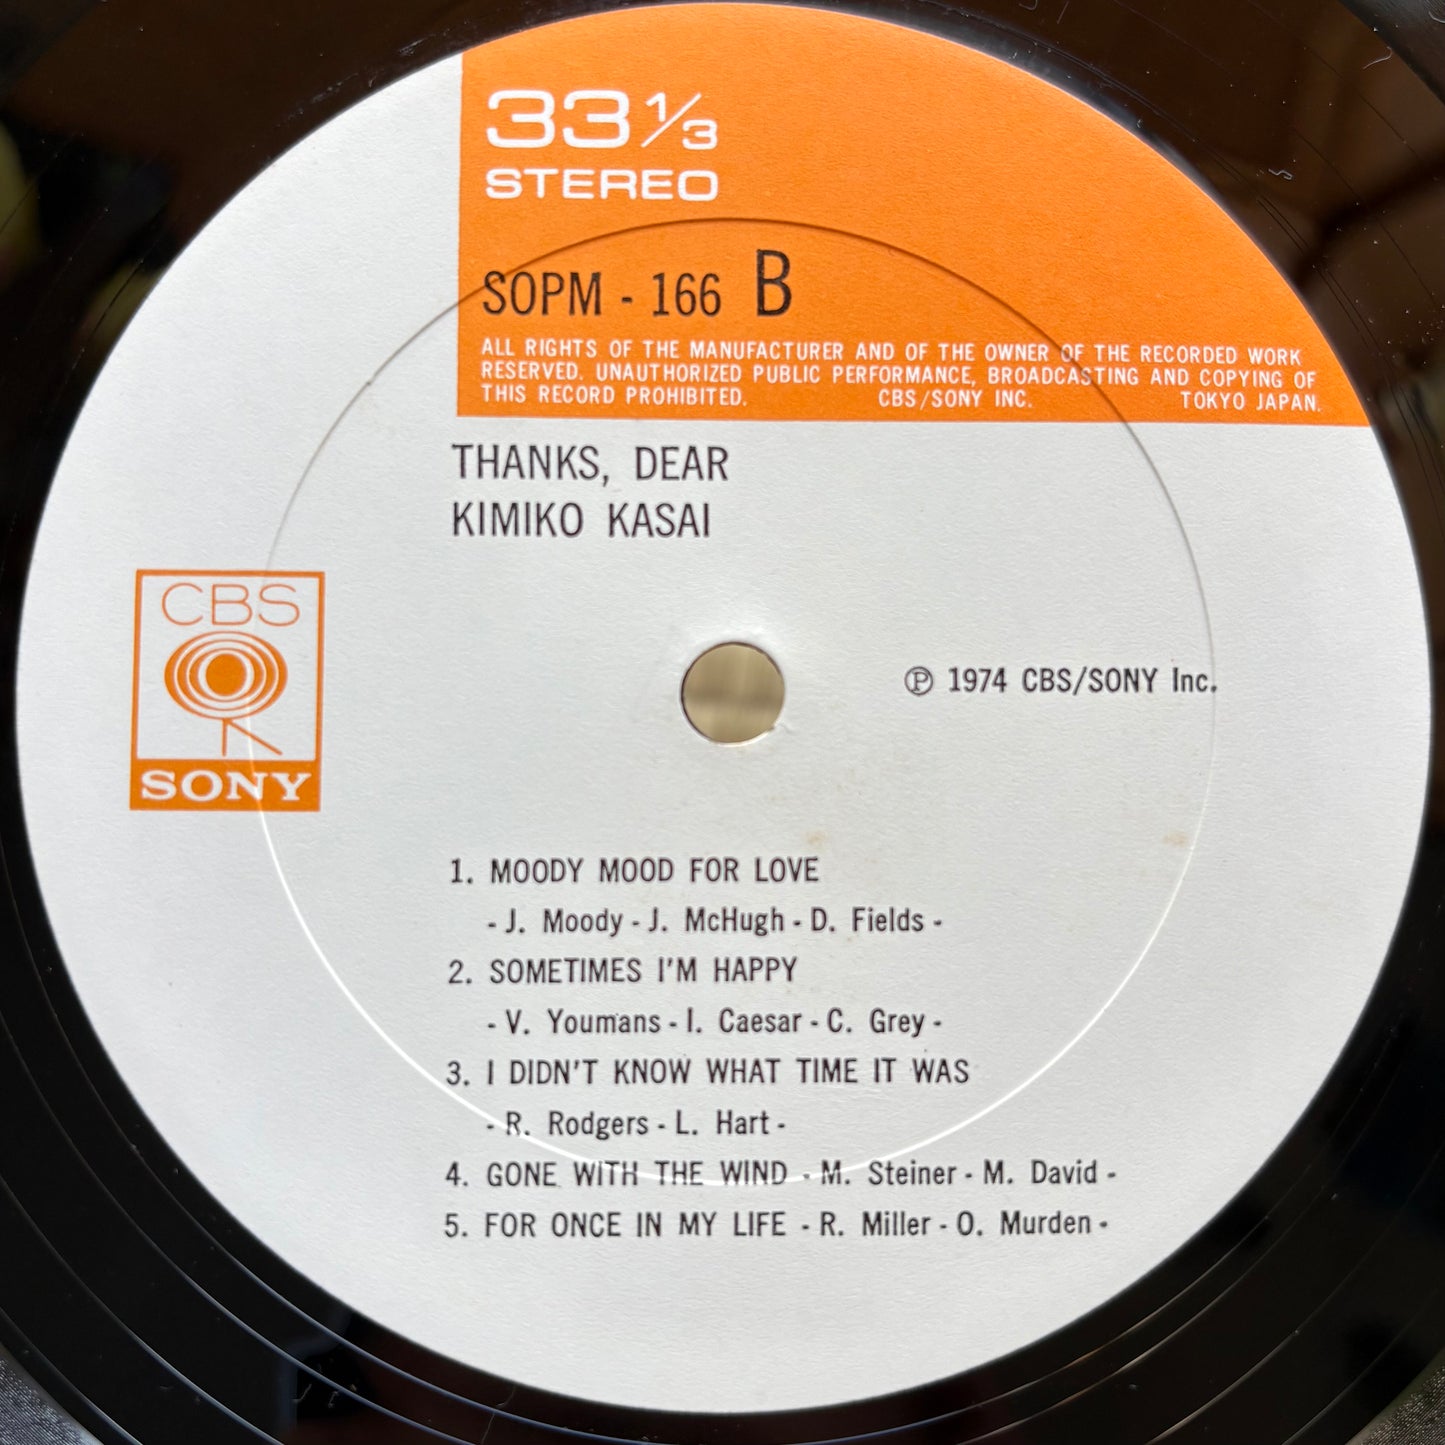 33 1/3
STEREO
SOPM - 166 B
ALL RIGHTS OF THE MANUFACTURER AND OF THE OWNER OF THE RECORDED WORK
RESERVED. UNAUTHORIZED PUBLIC PERFORMANCE, BROADCASTING AND COPYING OF
THIS RECORD PROHIBITED. CBS/SONY INC. TOKYO JAPAN.
THANKS, DEAR
KIMIKO KASAI
CBS
SONY
℗ 1974 CBS/SONY Inc.
1. MOODY MOOD FOR LOVE
- J. Moody - J. McHugh - D. Fields -
2. SOMETIMES I'M HAPPY
- V. Youmans - I. Caesar - C. Grey -
3. I DIDN'T KNOW WHAT TIME IT WAS
- R. Rodgers - L. Hart -
4. GONE WITH THE WIND - M. Steiner - M. David -
5. FOR ONCE IN MY LIFE - R. Miller - O. Murden -